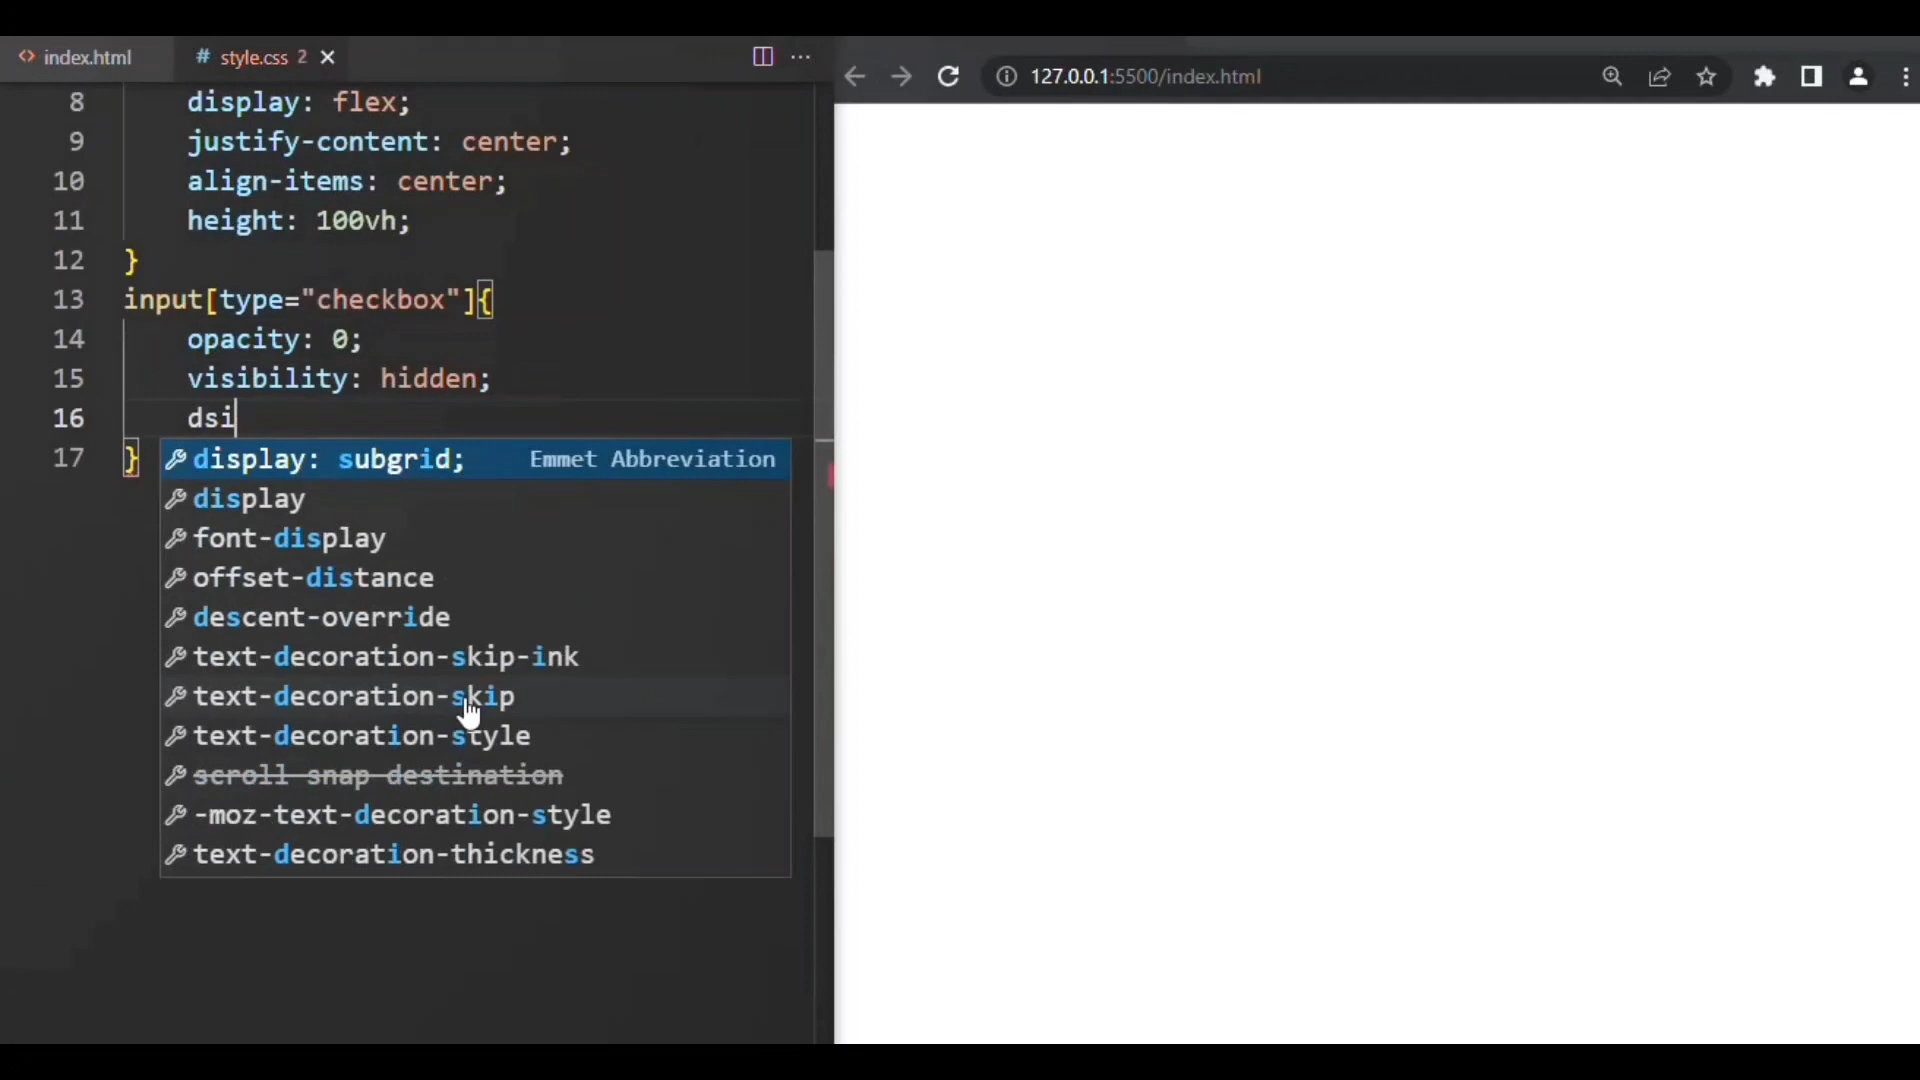 index.html
# style.css 2
127.0.0.1:5500/index.html
8 display: flex;
9 justify-content: center;
10 align-items: center;
11 height: 100vh;
12 }
13 input[type="checkbox"]{
14 opacity: 0;
15 visibility: hidden;
16 dsi
17 }
display: subgrid; Emmet Abbreviation
display
font-display
offset-distance
descent-override
text-decoration-skip-ink
text-decoration-skip
text-decoration-style
scroll-snap-destination
-moz-text-decoration-style
text-decoration-thickness